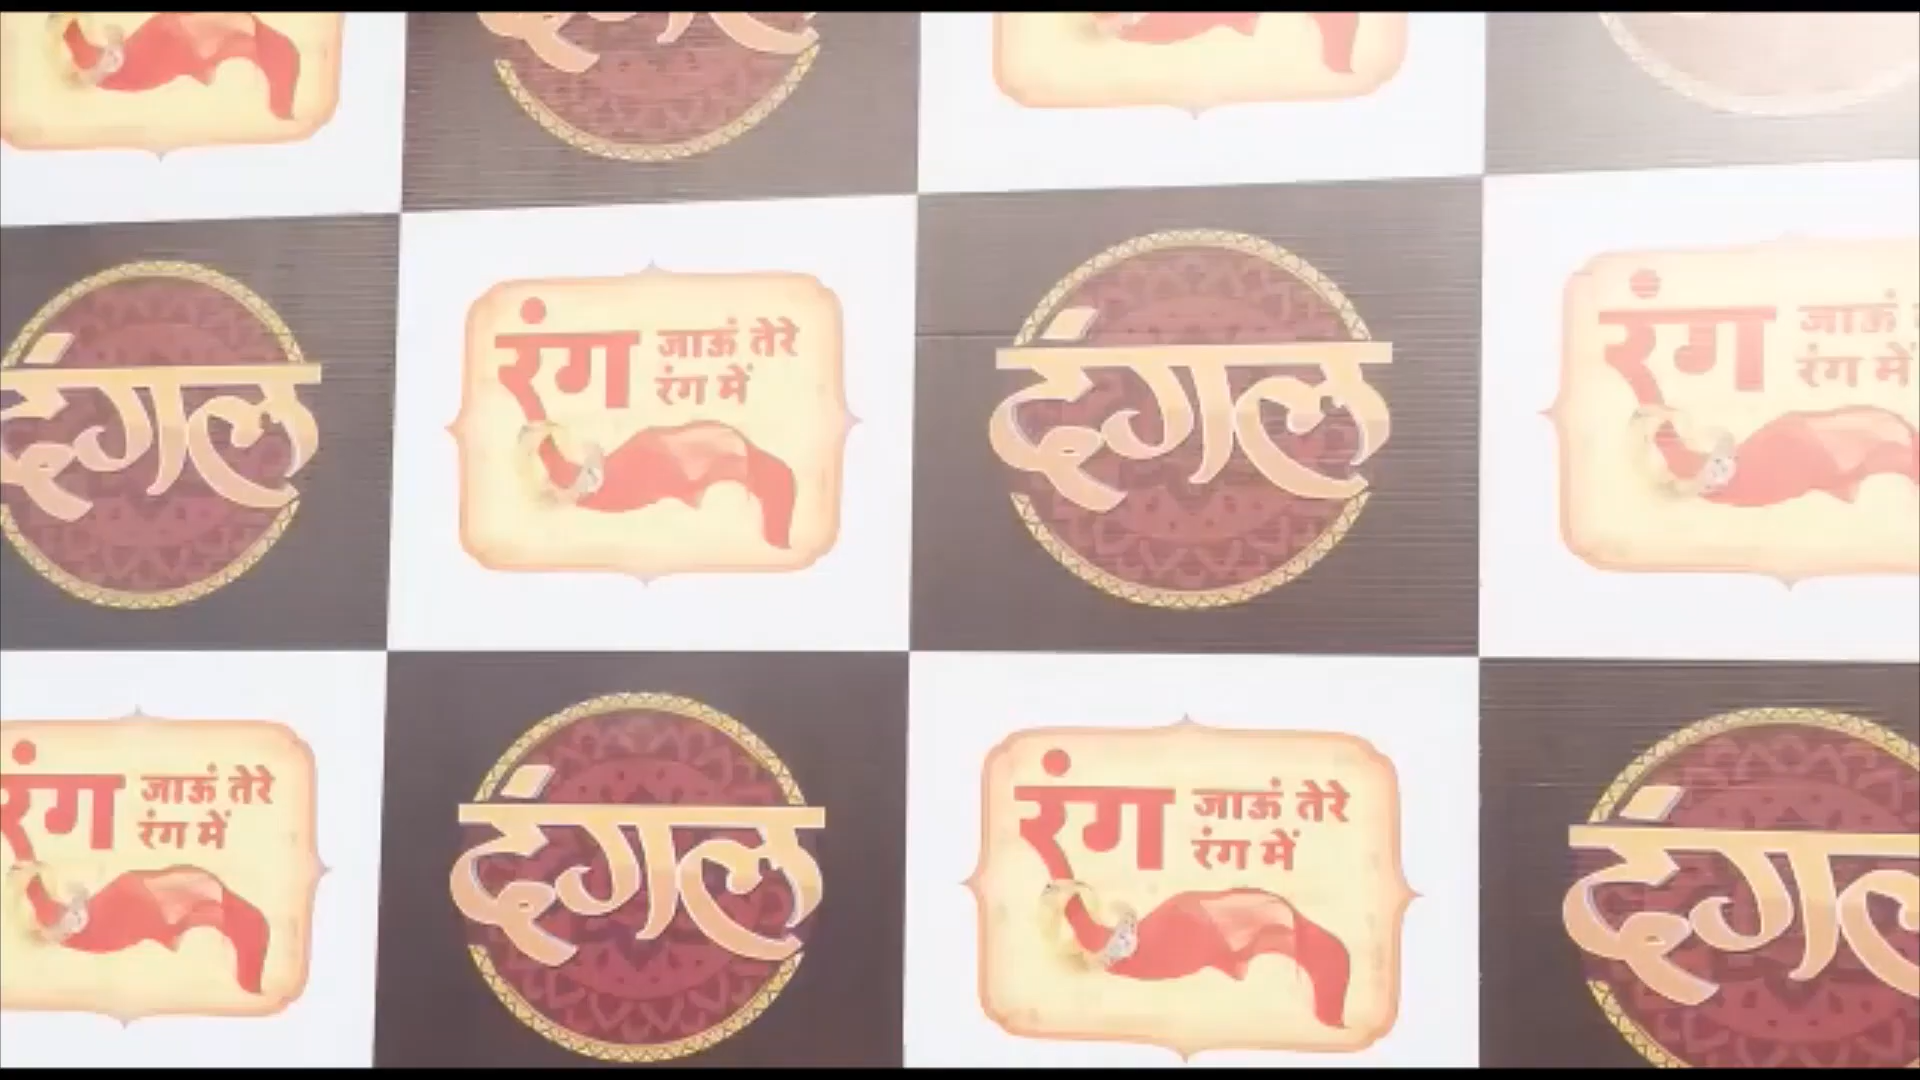 दंगल
रंग जाऊं तेरे
रंग में
दंगल
रंग जाऊं
रंग में
रंग जाऊं तेरे
रंग में
दंगल
रंग जाऊं तेरे
रंग में